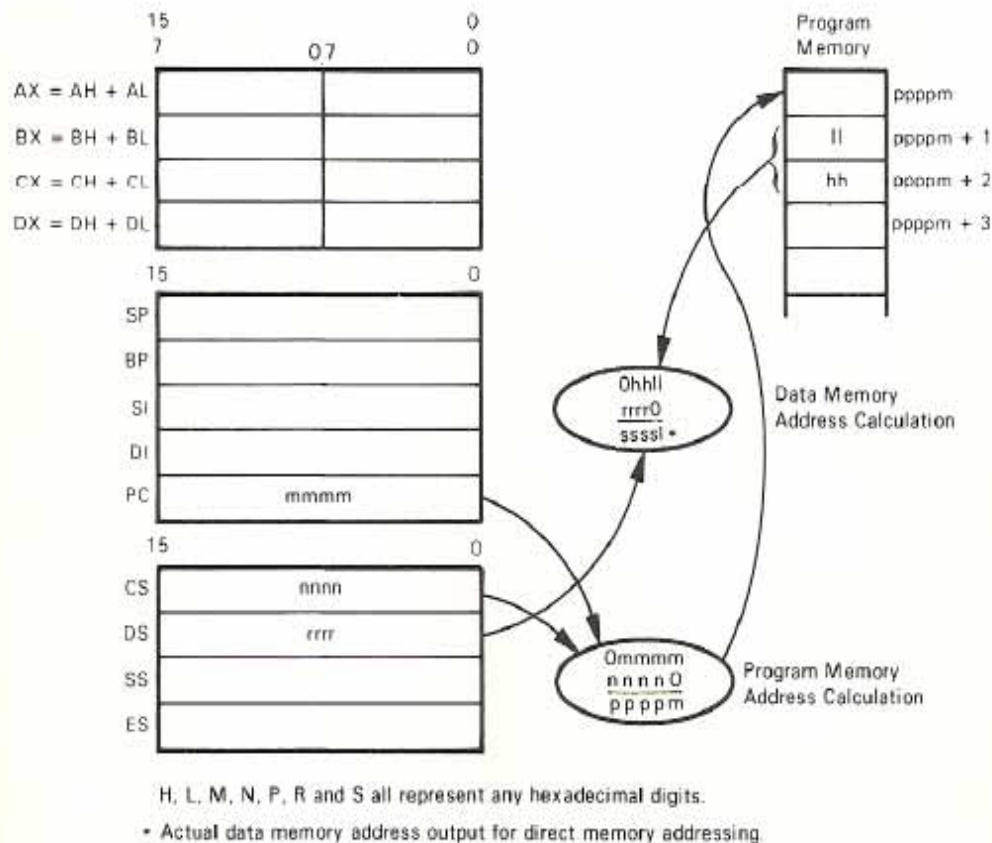 15 0
7 07 0
AX = AH + AL
BX = BH + BL
CX = CH + CL
DX = DH + DL
15 0
SP
BP
SI
DI
PC mmmm
15 0
CS nnnn
DS rrrr
SS
ES
Program
Memory
ppppm
ll ppppm + 1
hh ppppm + 2
ppppm + 3
0hhll
rrrr0
ssssl *
Data Memory
Address Calculation
0mmmm
n n n n 0
p p p p m
Program Memory
Address Calculation
H, L, M, N, P, R and S all represent any hexadecimal digits.
* Actual data memory address output for direct memory addressing.